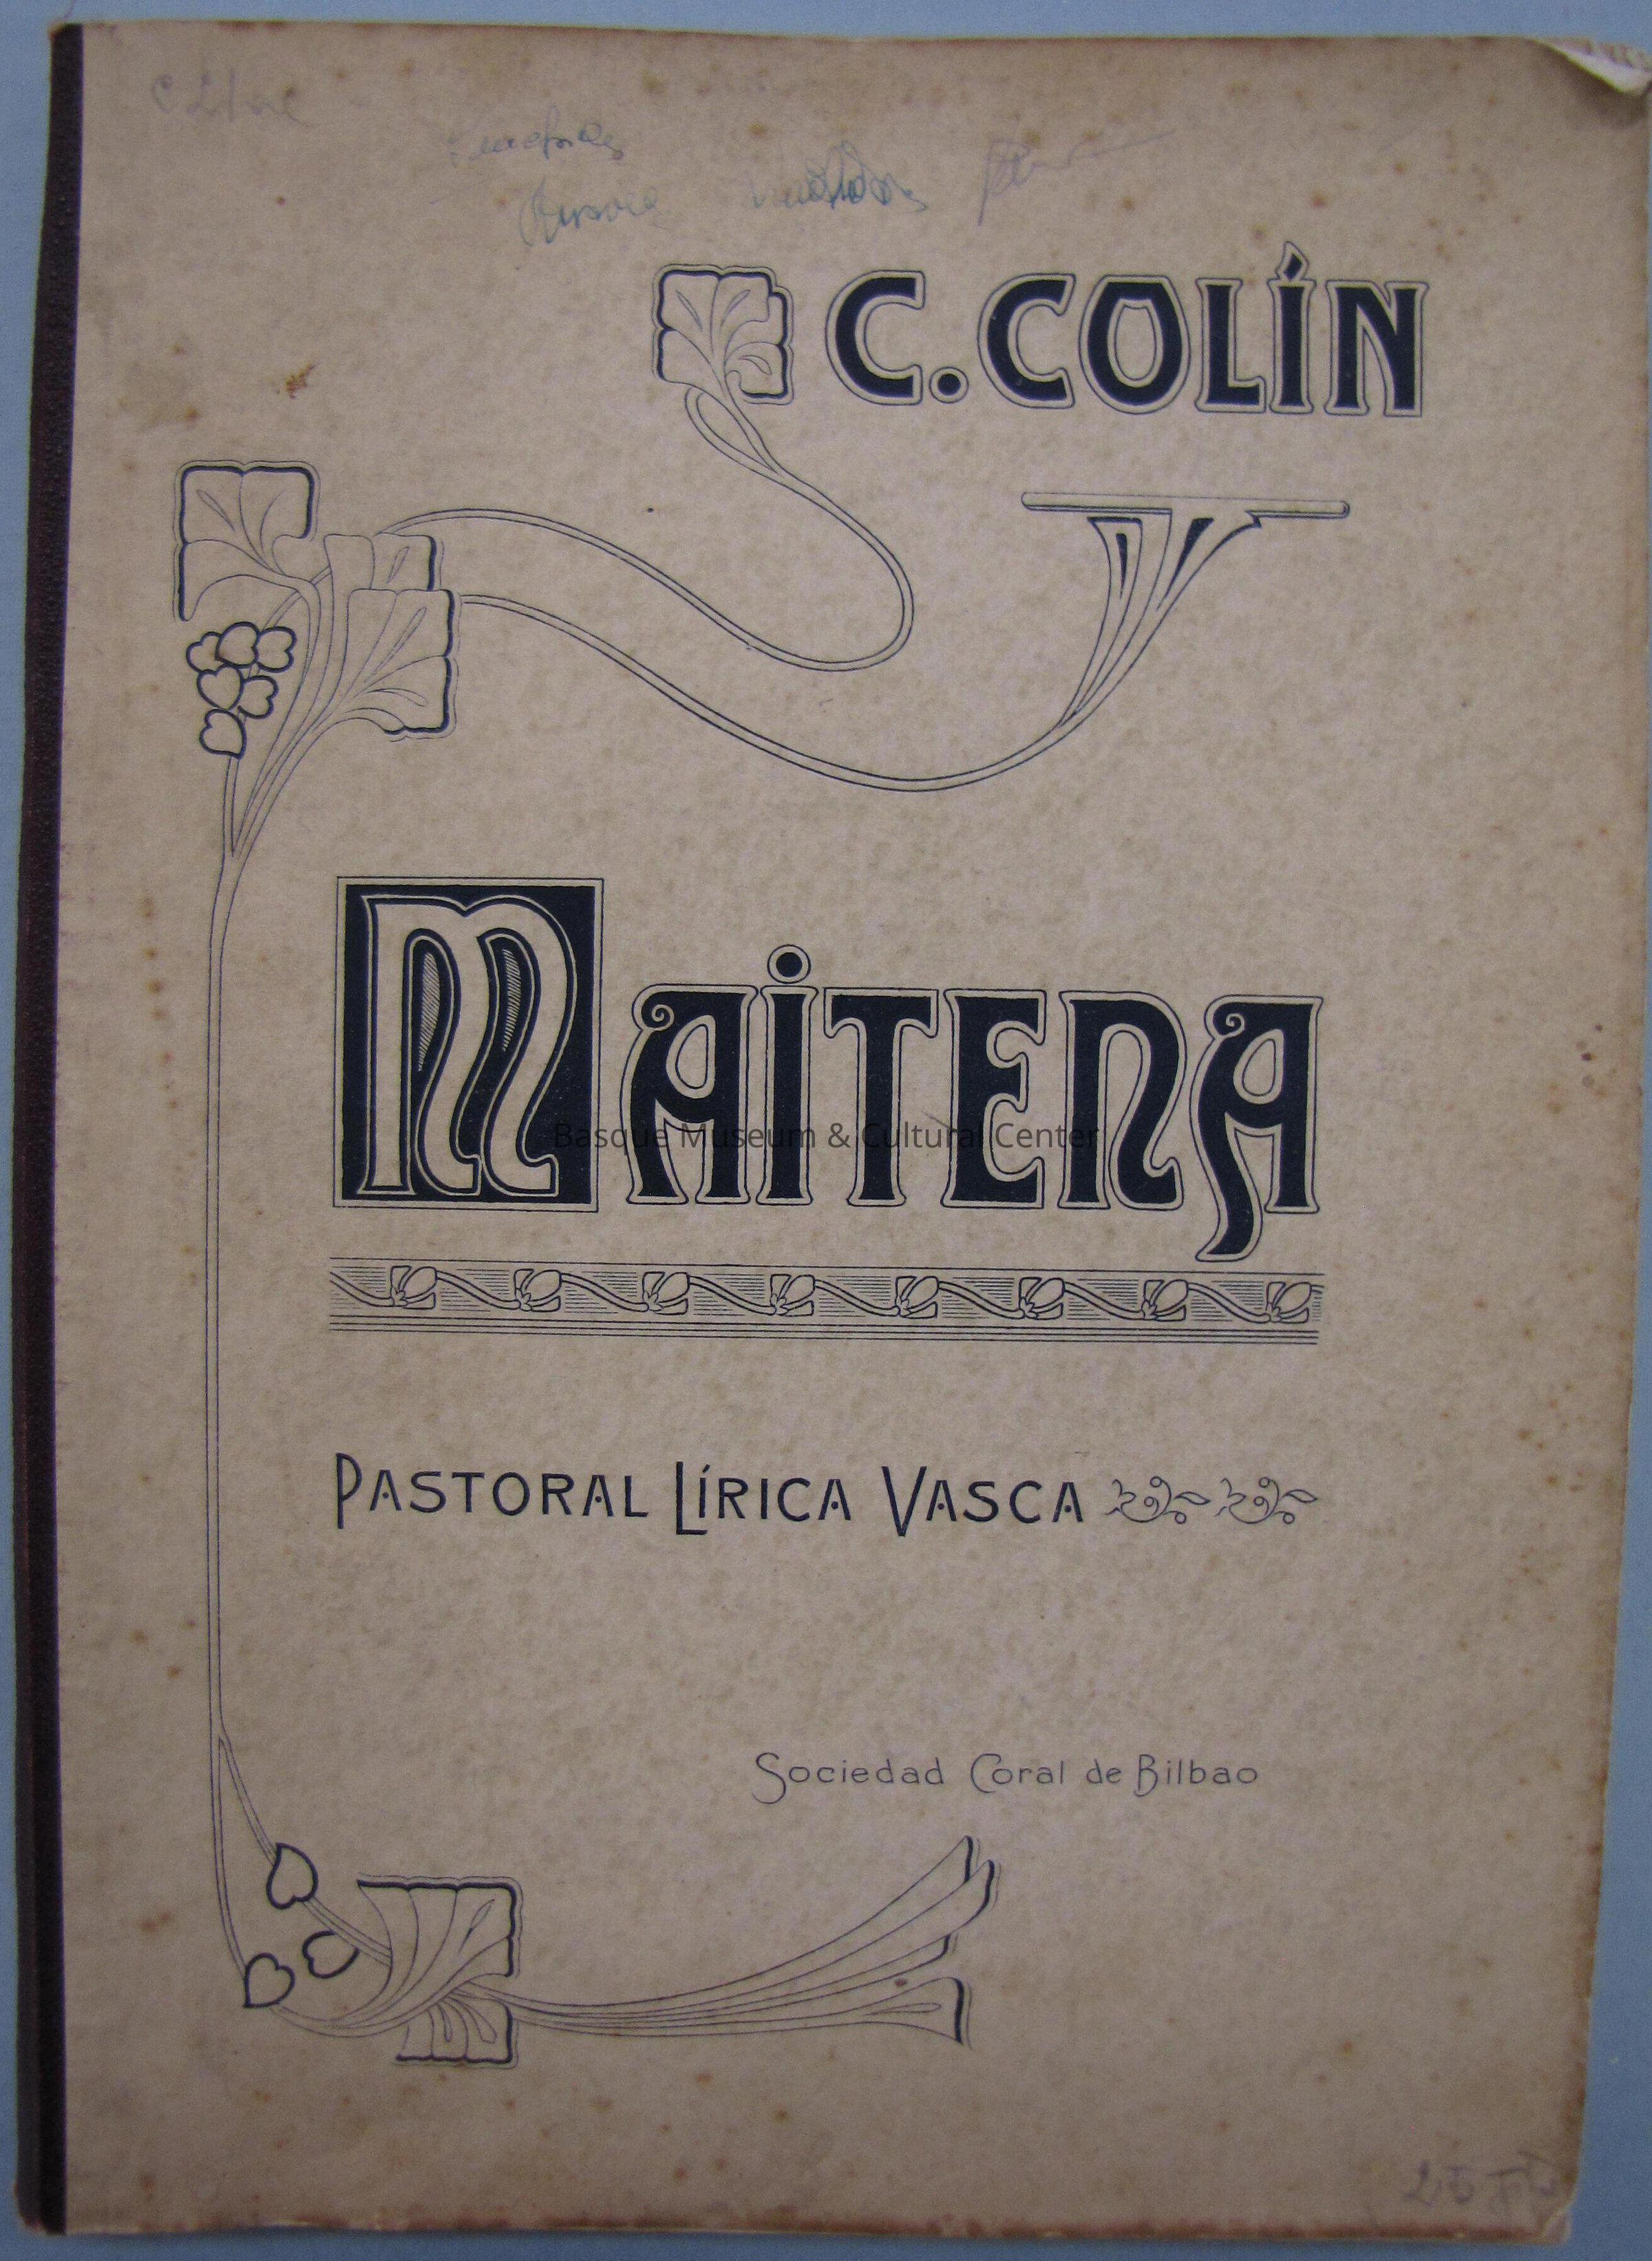 C. COLÍN
MAITENA
Basque Museum & Cultural Center
PASTORAL LÍRICA VASCA
Sociedad Coral de Bilbao